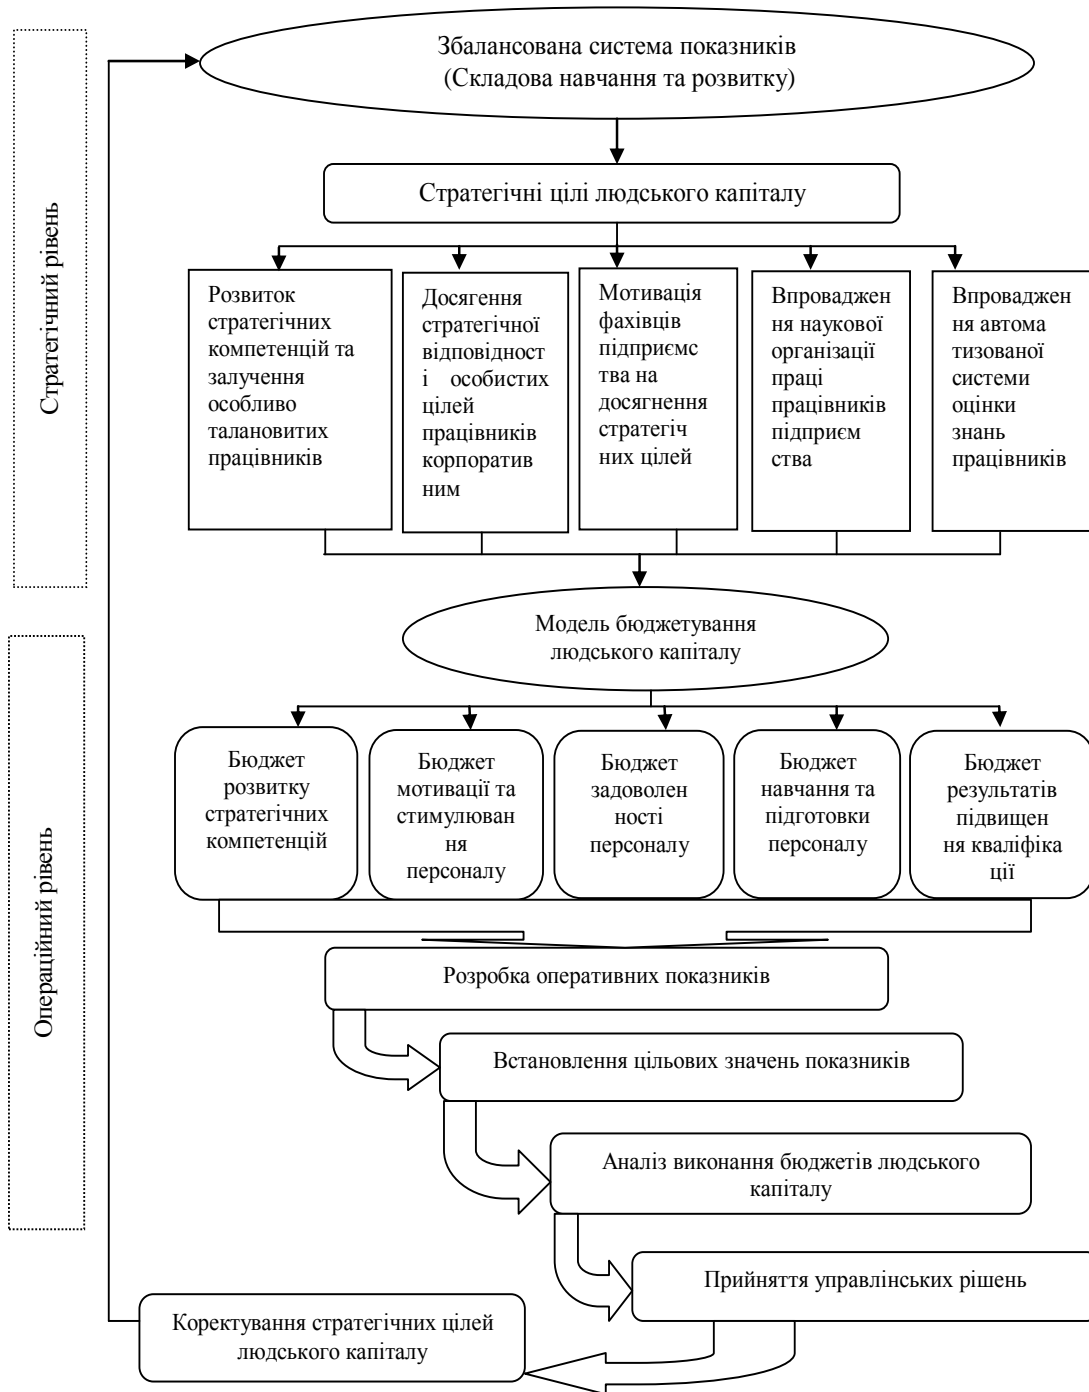 Збалансована система показників
(Складова навчання та розвитку)
Стратегічний рівень
Стратегічні цілі людського капіталу
Розвиток
стратегічних
компетенцій та
залучення
особливо
талановитих
працівників
Досягення
стратегічної
відповідност
і особистих
цілей
працівників
корпоратив
ним
Мотивація
фахівців
підприємс
тва на
досягнення
стратегіч
них цілей
Впроваджен
ня наукової
організації
праці
працівників
підприєм
ства
Впроваджен
ня автома
тизованої
системи
оцінки
знань
працівників
Модель бюджетування
людського капіталу
Операційний рівень
Бюджет
розвитку
стратегічних
компетенцій
Бюджет
мотивації та
стимулюван
ня
персоналу
Бюджет
задоволен
ності
персоналу
Бюджет
навчання та
підготовки
персоналу
Бюджет
результатів
підвищен
ня кваліфіка
ції
Розробка оперативних показників
Встановлення цільових значень показників
Аналіз виконання бюджетів людського
капіталу
Прийняття управлінських рішень
Коректування стратегічних цілей
людського капіталу